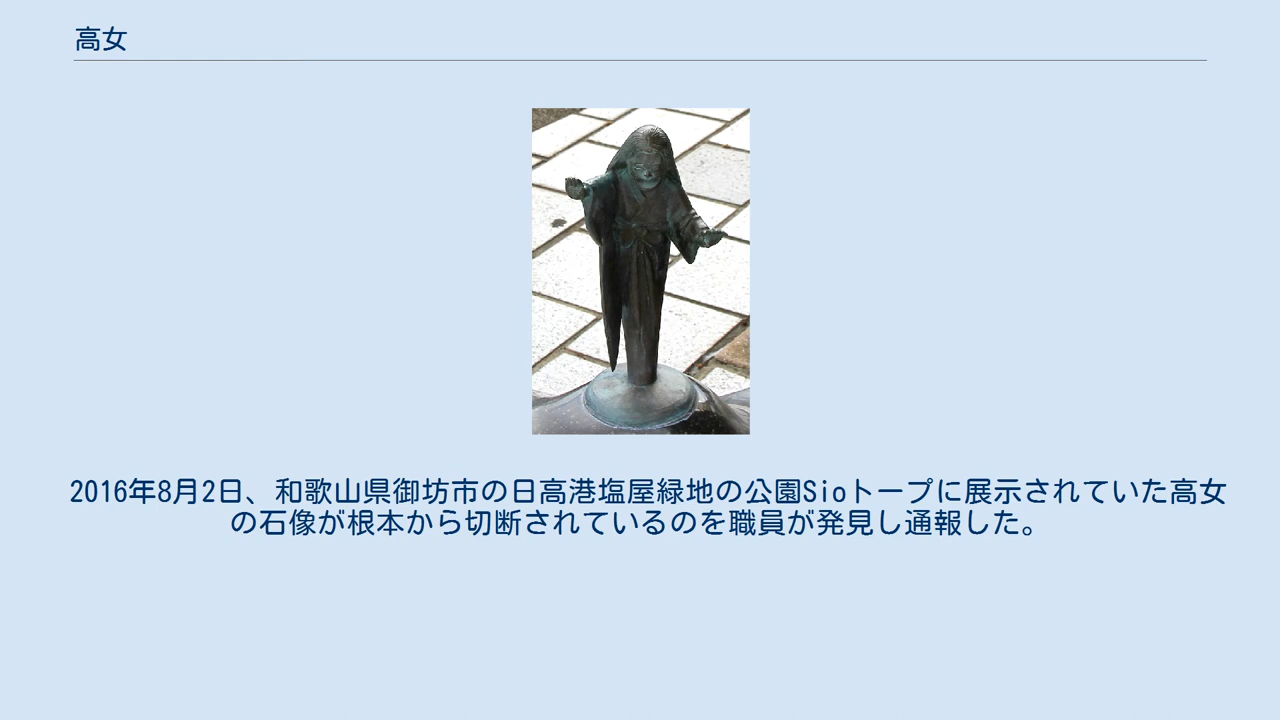 高女
2016年8月2日、和歌山県御坊市の日高港塩屋緑地の公園Sioトープに展示されていた高女
の石像が根本から切断されているのを職員が発見し通報した。